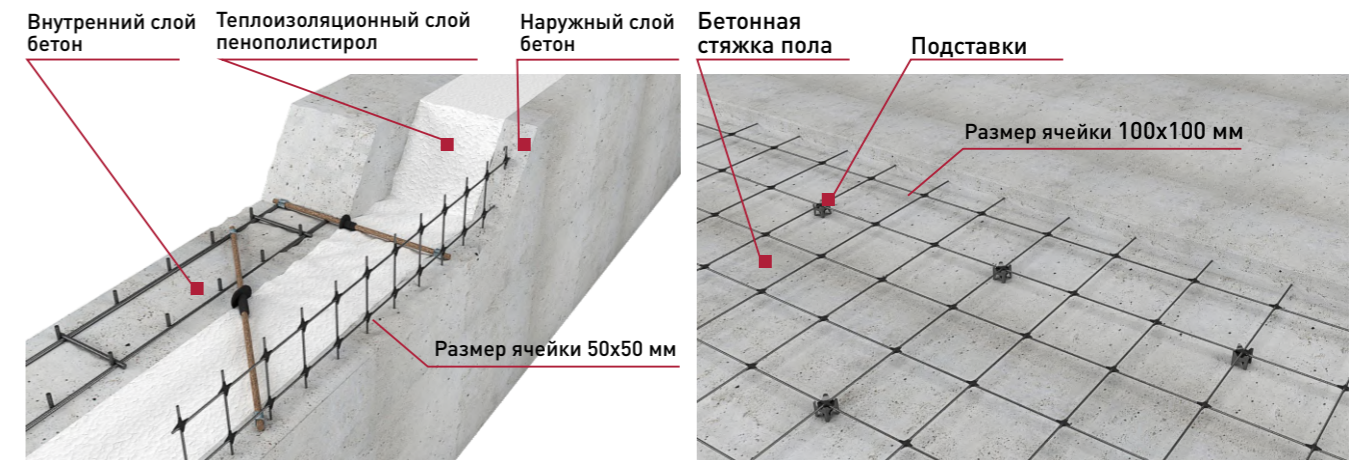 Внутренний слой
бетон
Теплоизоляционный слой
пенополистирол
Наружный слой
бетон
Размер ячейки 50х50 мм
Бетонная
стяжка пола
Подставки
Размер ячейки 100х100 мм